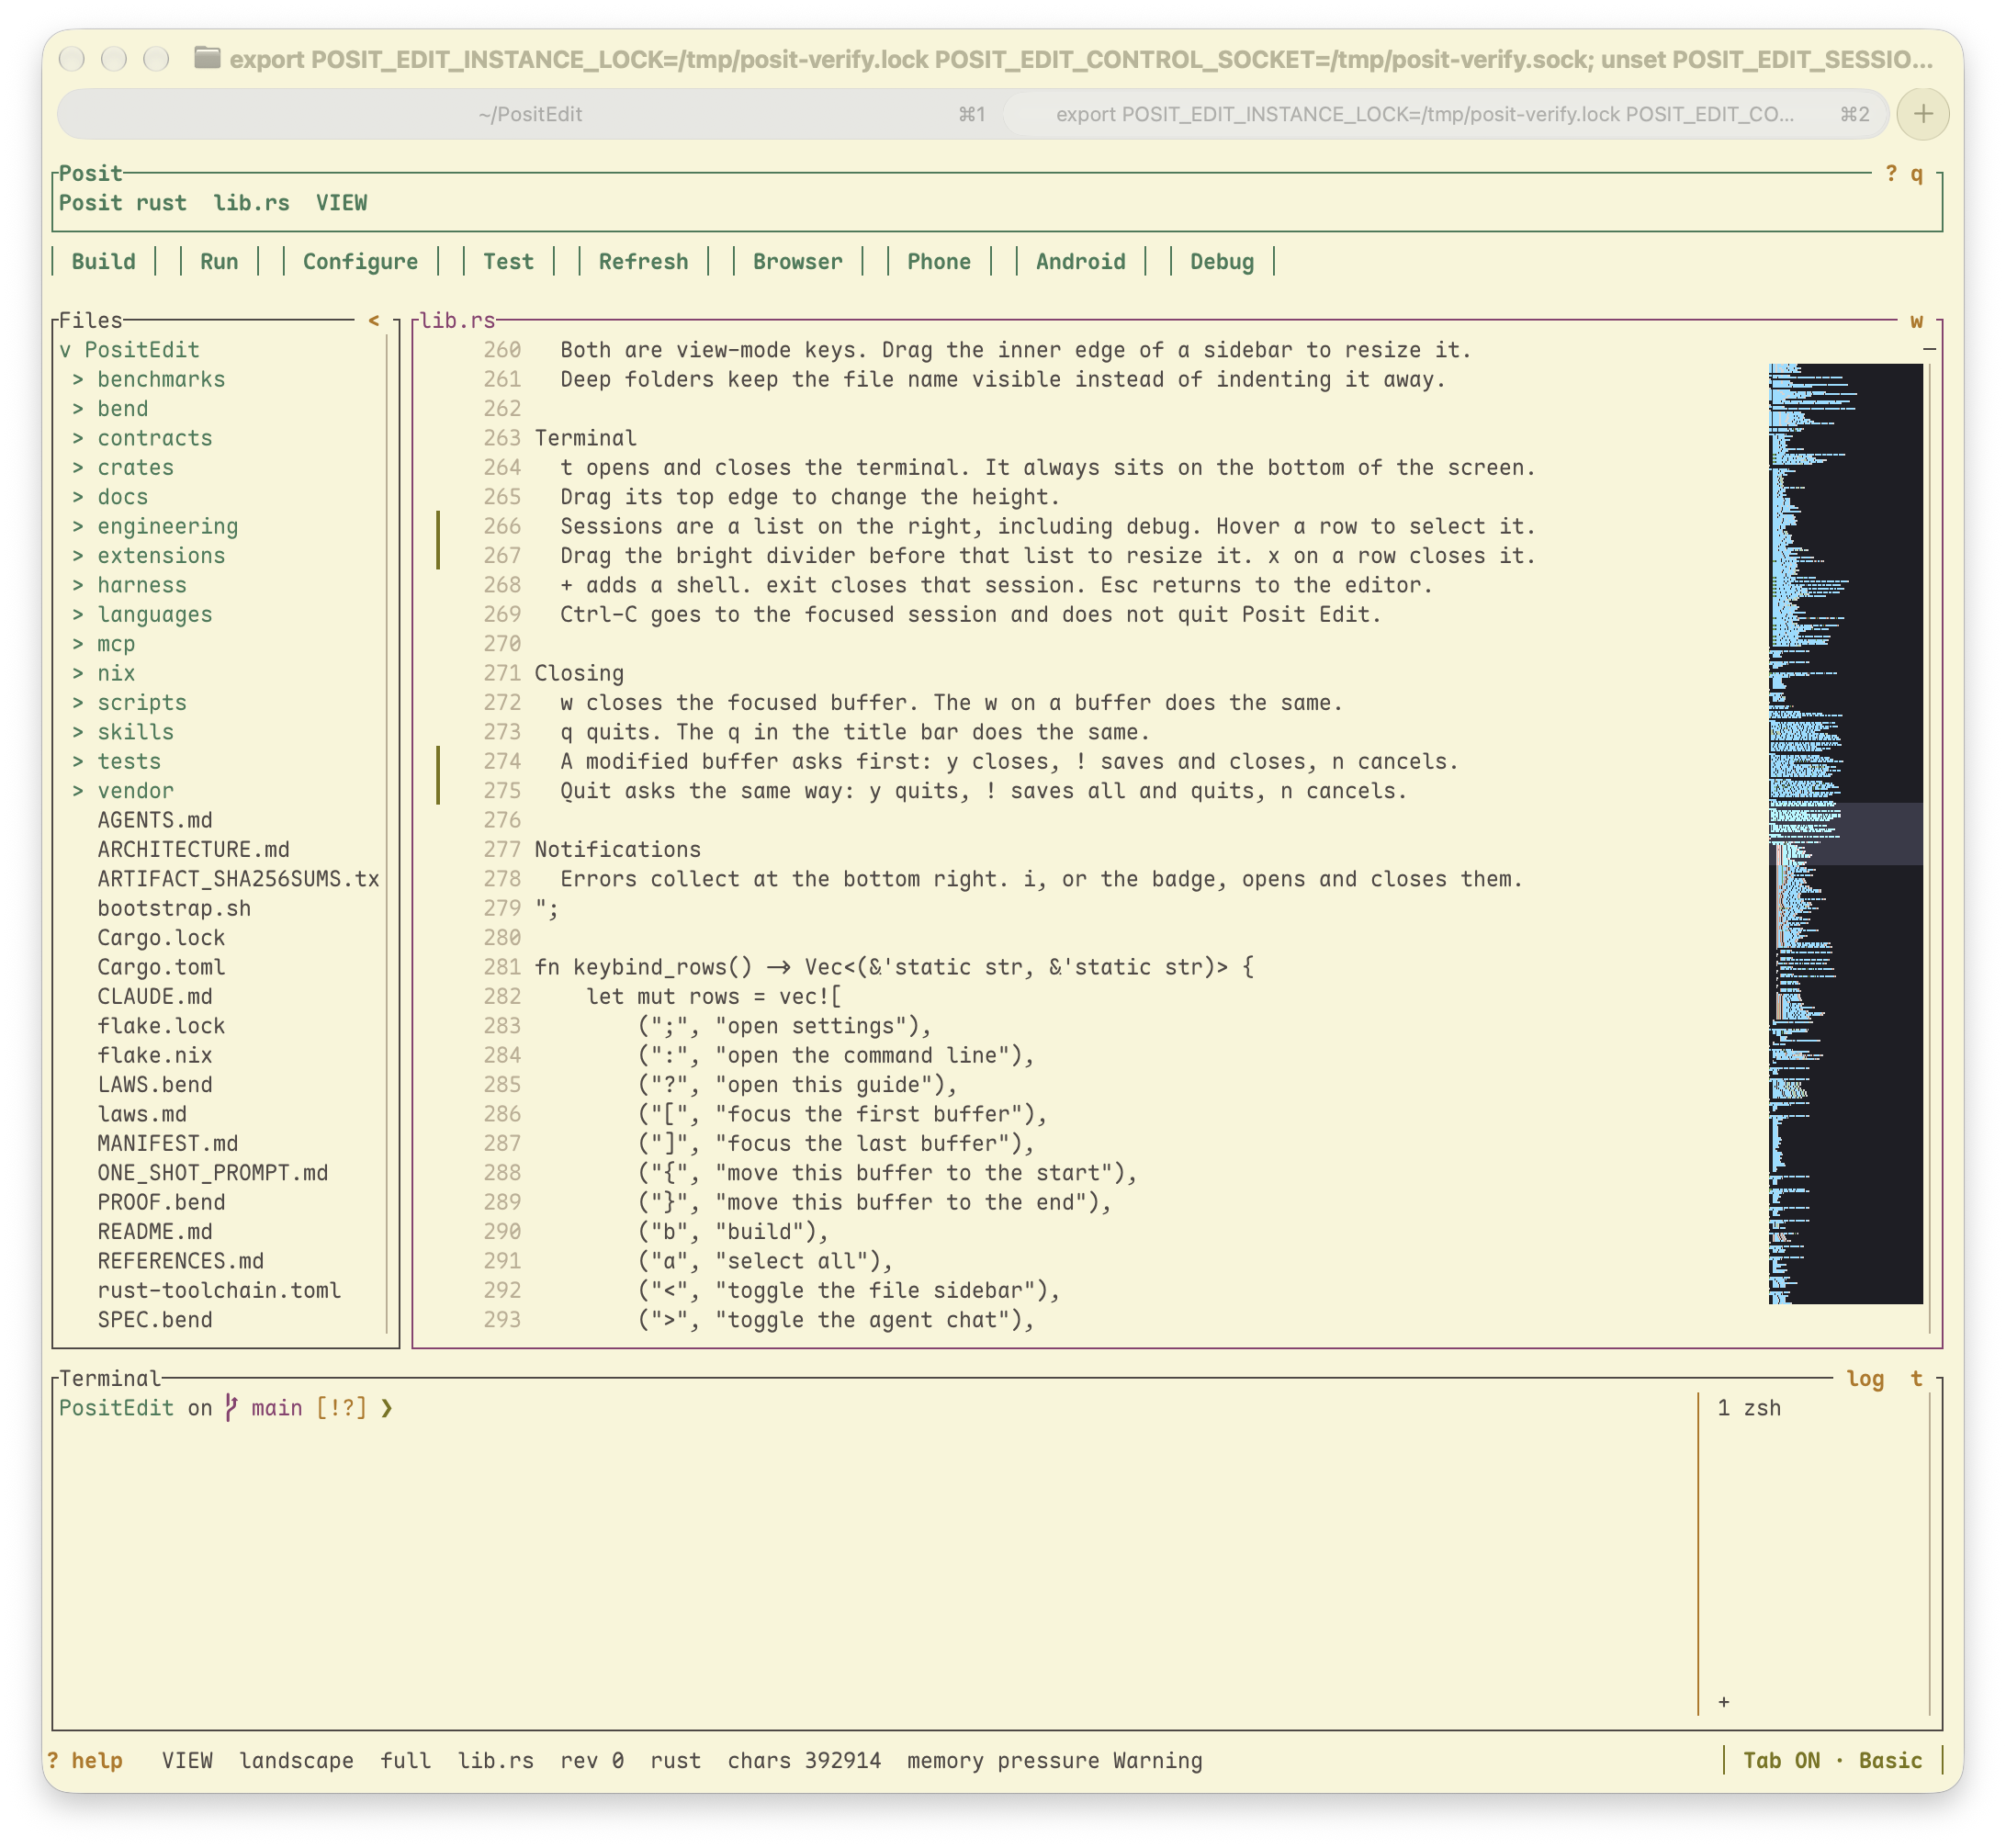 export POSIT_EDIT_INSTANCE_LOCK=/tmp/posit-verify.lock POSIT_EDIT_CONTROL_SOCKET=/tmp/posit-verify.sock; unset POSIT_EDIT_SESSIO...
~/PositEdit ⌘1 export POSIT_EDIT_INSTANCE_LOCK=/tmp/posit-verify.lock POSIT_EDIT_CO... ⌘2 +
Posit ? q
Posit rust  lib.rs  VIEW
Build Run Configure Test Refresh Browser Phone Android Debug
Files <
v PositEdit
> benchmarks
> bend
> contracts
> crates
> docs
> engineering
> extensions
> harness
> languages
> mcp
> nix
> scripts
> skills
> tests
> vendor
AGENTS.md
ARCHITECTURE.md
ARTIFACT_SHA256SUMS.tx
bootstrap.sh
Cargo.lock
Cargo.toml
CLAUDE.md
flake.lock
flake.nix
LAWS.bend
laws.md
MANIFEST.md
ONE_SHOT_PROMPT.md
PROOF.bend
README.md
REFERENCES.md
rust-toolchain.toml
SPEC.bend
lib.rs w
260   Both are view-mode keys. Drag the inner edge of a sidebar to resize it.
261   Deep folders keep the file name visible instead of indenting it away.
262
263 Terminal
264   t opens and closes the terminal. It always sits on the bottom of the screen.
265   Drag its top edge to change the height.
266   Sessions are a list on the right, including debug. Hover a row to select it.
267   Drag the bright divider before that list to resize it. x on a row closes it.
268   + adds a shell. exit closes that session. Esc returns to the editor.
269   Ctrl-C goes to the focused session and does not quit Posit Edit.
270
271 Closing
272   w closes the focused buffer. The w on a buffer does the same.
273   q quits. The q in the title bar does the same.
274   A modified buffer asks first: y closes, ! saves and closes, n cancels.
275   Quit asks the same way: y quits, ! saves all and quits, n cancels.
276
277 Notifications
278   Errors collect at the bottom right. i, or the badge, opens and closes them.
279 ";
280
281 fn keybind_rows() -> Vec<(&'static str, &'static str)> {
282     let mut rows = vec![
283         (";", "open settings"),
284         (":", "open the command line"),
285         ("?", "open this guide"),
286         ("[", "focus the first buffer"),
287         ("]", "focus the last buffer"),
288         ("{", "move this buffer to the start"),
289         ("}", "move this buffer to the end"),
290         ("b", "build"),
291         ("a", "select all"),
292         ("<", "toggle the file sidebar"),
293         (">", "toggle the agent chat"),
Terminal log t
PositEdit on main [!?] ❯
1 zsh
+
? help  VIEW  landscape  full  lib.rs  rev 0  rust  chars 392914  memory pressure Warning  Tab ON · Basic